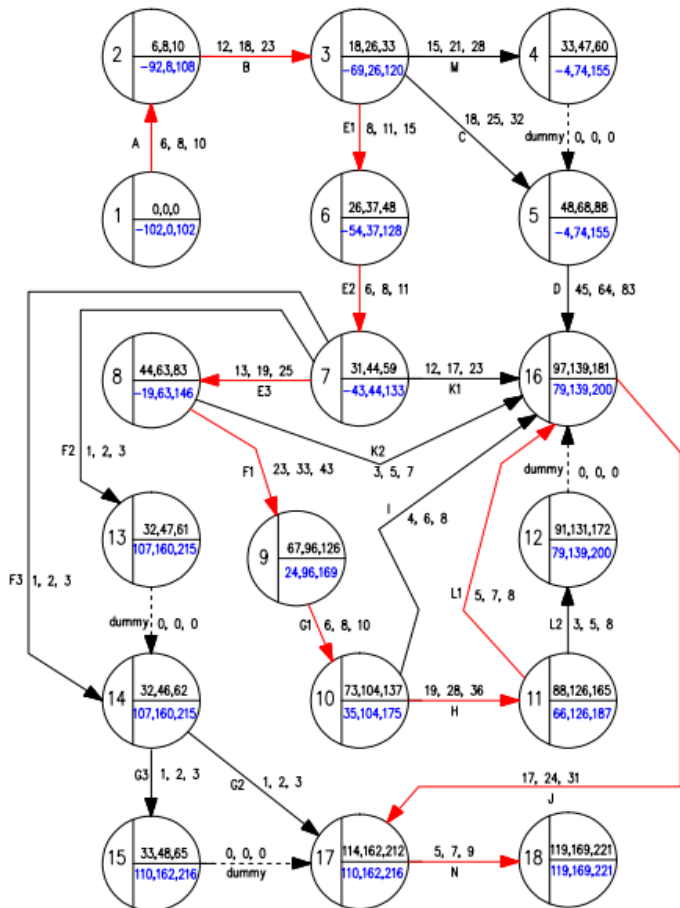 2
6,8,10
-92,8,108
12, 18, 23
B
3
18,26,33
-69,26,120
15, 21, 28
M
4
33,47,60
-4,74,155
A
6, 8, 10
E1
8, 11, 15
18, 25, 32
C
dummy
0, 0, 0
1
0,0,0
-102,0,102
6
26,37,48
-54,37,128
5
48,68,88
-4,74,155
E2
6, 8, 11
D
45, 64, 83
8
44,63,83
-19,63,146
13, 19, 25
E3
7
31,44,59
-43,44,133
12, 17, 23
K1
16
97,139,181
79,139,200
F2
1, 2, 3
F1
23, 33, 43
K2
3, 5, 7
dummy
0, 0, 0
I
4, 6, 8
13
32,47,61
107,160,215
9
67,96,126
24,96,169
12
91,131,172
79,139,200
F3
1, 2, 3
dummy
0, 0, 0
G1
6, 8, 10
L1
5, 7, 8
L2
3, 5, 8
14
32,46,62
107,160,215
10
73,104,137
35,104,175
19, 28, 36
H
11
88,126,165
66,126,187
G3
1, 2, 3
G2
1, 2, 3
17, 24, 31
J
15
33,48,65
110,162,216
0, 0, 0
dummy
17
114,162,212
110,162,216
5, 7, 9
N
18
119,169,221
119,169,221